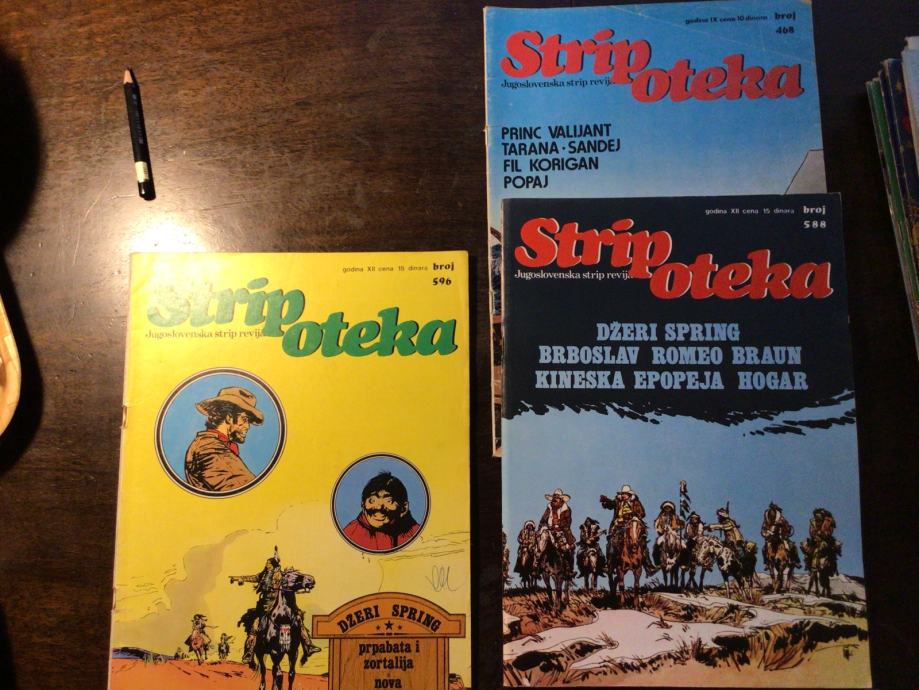 godina IX cena 10 dinara broj
468
Strip
oteka
Jugoslovenska strip revija
PRINC VALIJANT
TARANA · SANDEJ
FIL KORIGAN
POPAJ
godina XII cena 15 dinara broj
588
Strip
oteka
Jugoslovenska strip revija
DŽERI SPRING
BRBOSLAV ROMEO BRAUN
KINESKA EPOPEJA HOGAR
godina XII cena 15 dinara broj
596
Strip
oteka
Jugoslovenska strip revija
DŽERI SPRING
prpabata i
zortalija
nova